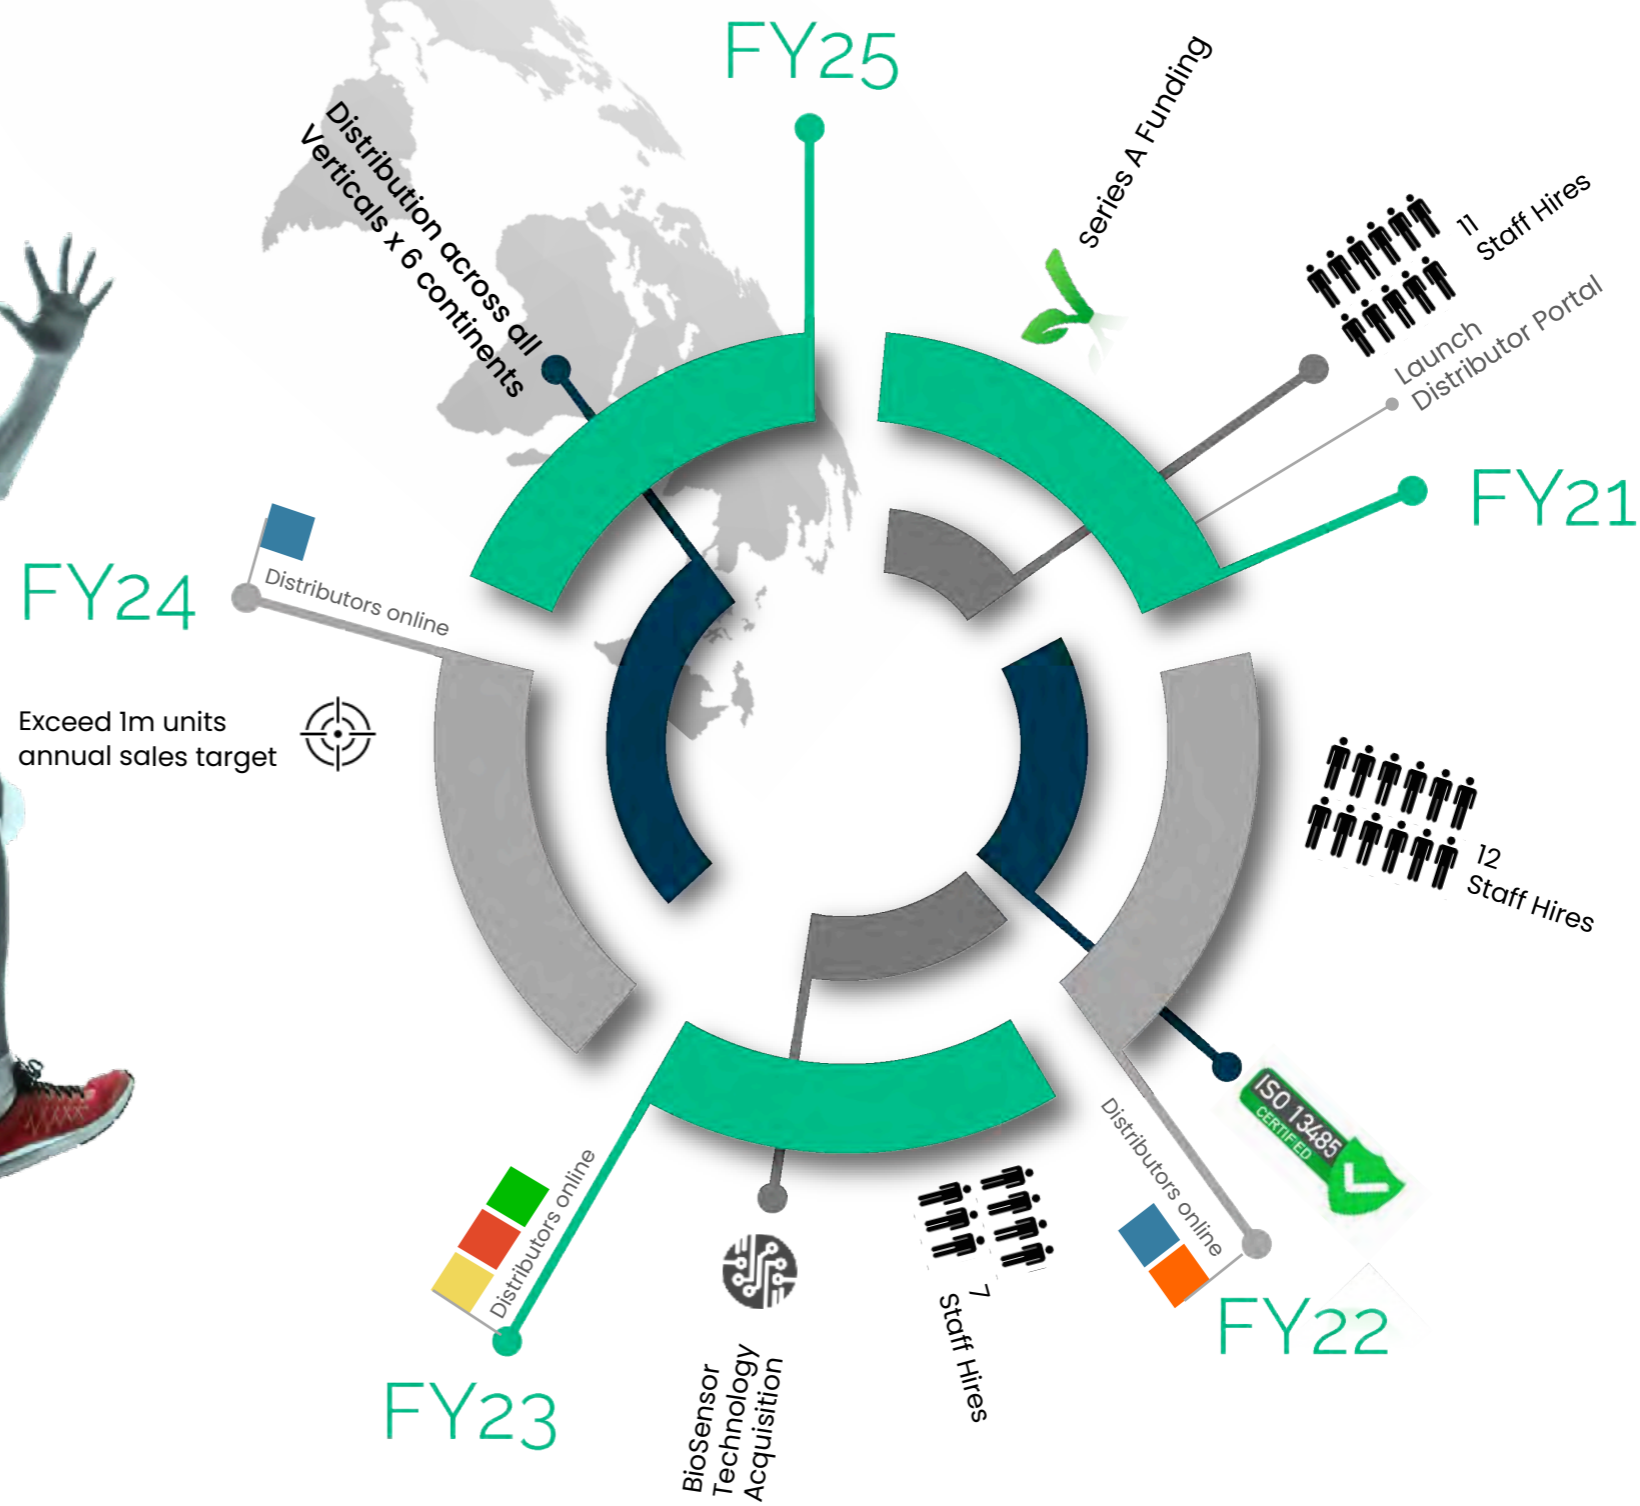 FY25
series A Funding
11
Staff Hires
Launch
Distributor Portal
FY21
12
Staff Hires
ISO 13485
CERTIFIED
Distributors online
FY22
7
Staff Hires
BioSensor
Technology
Acquisition
Distributors online
FY23
Exceed 1m units
annual sales target
Distributors online
FY24
Distribution across all
Verticals x 6 continents